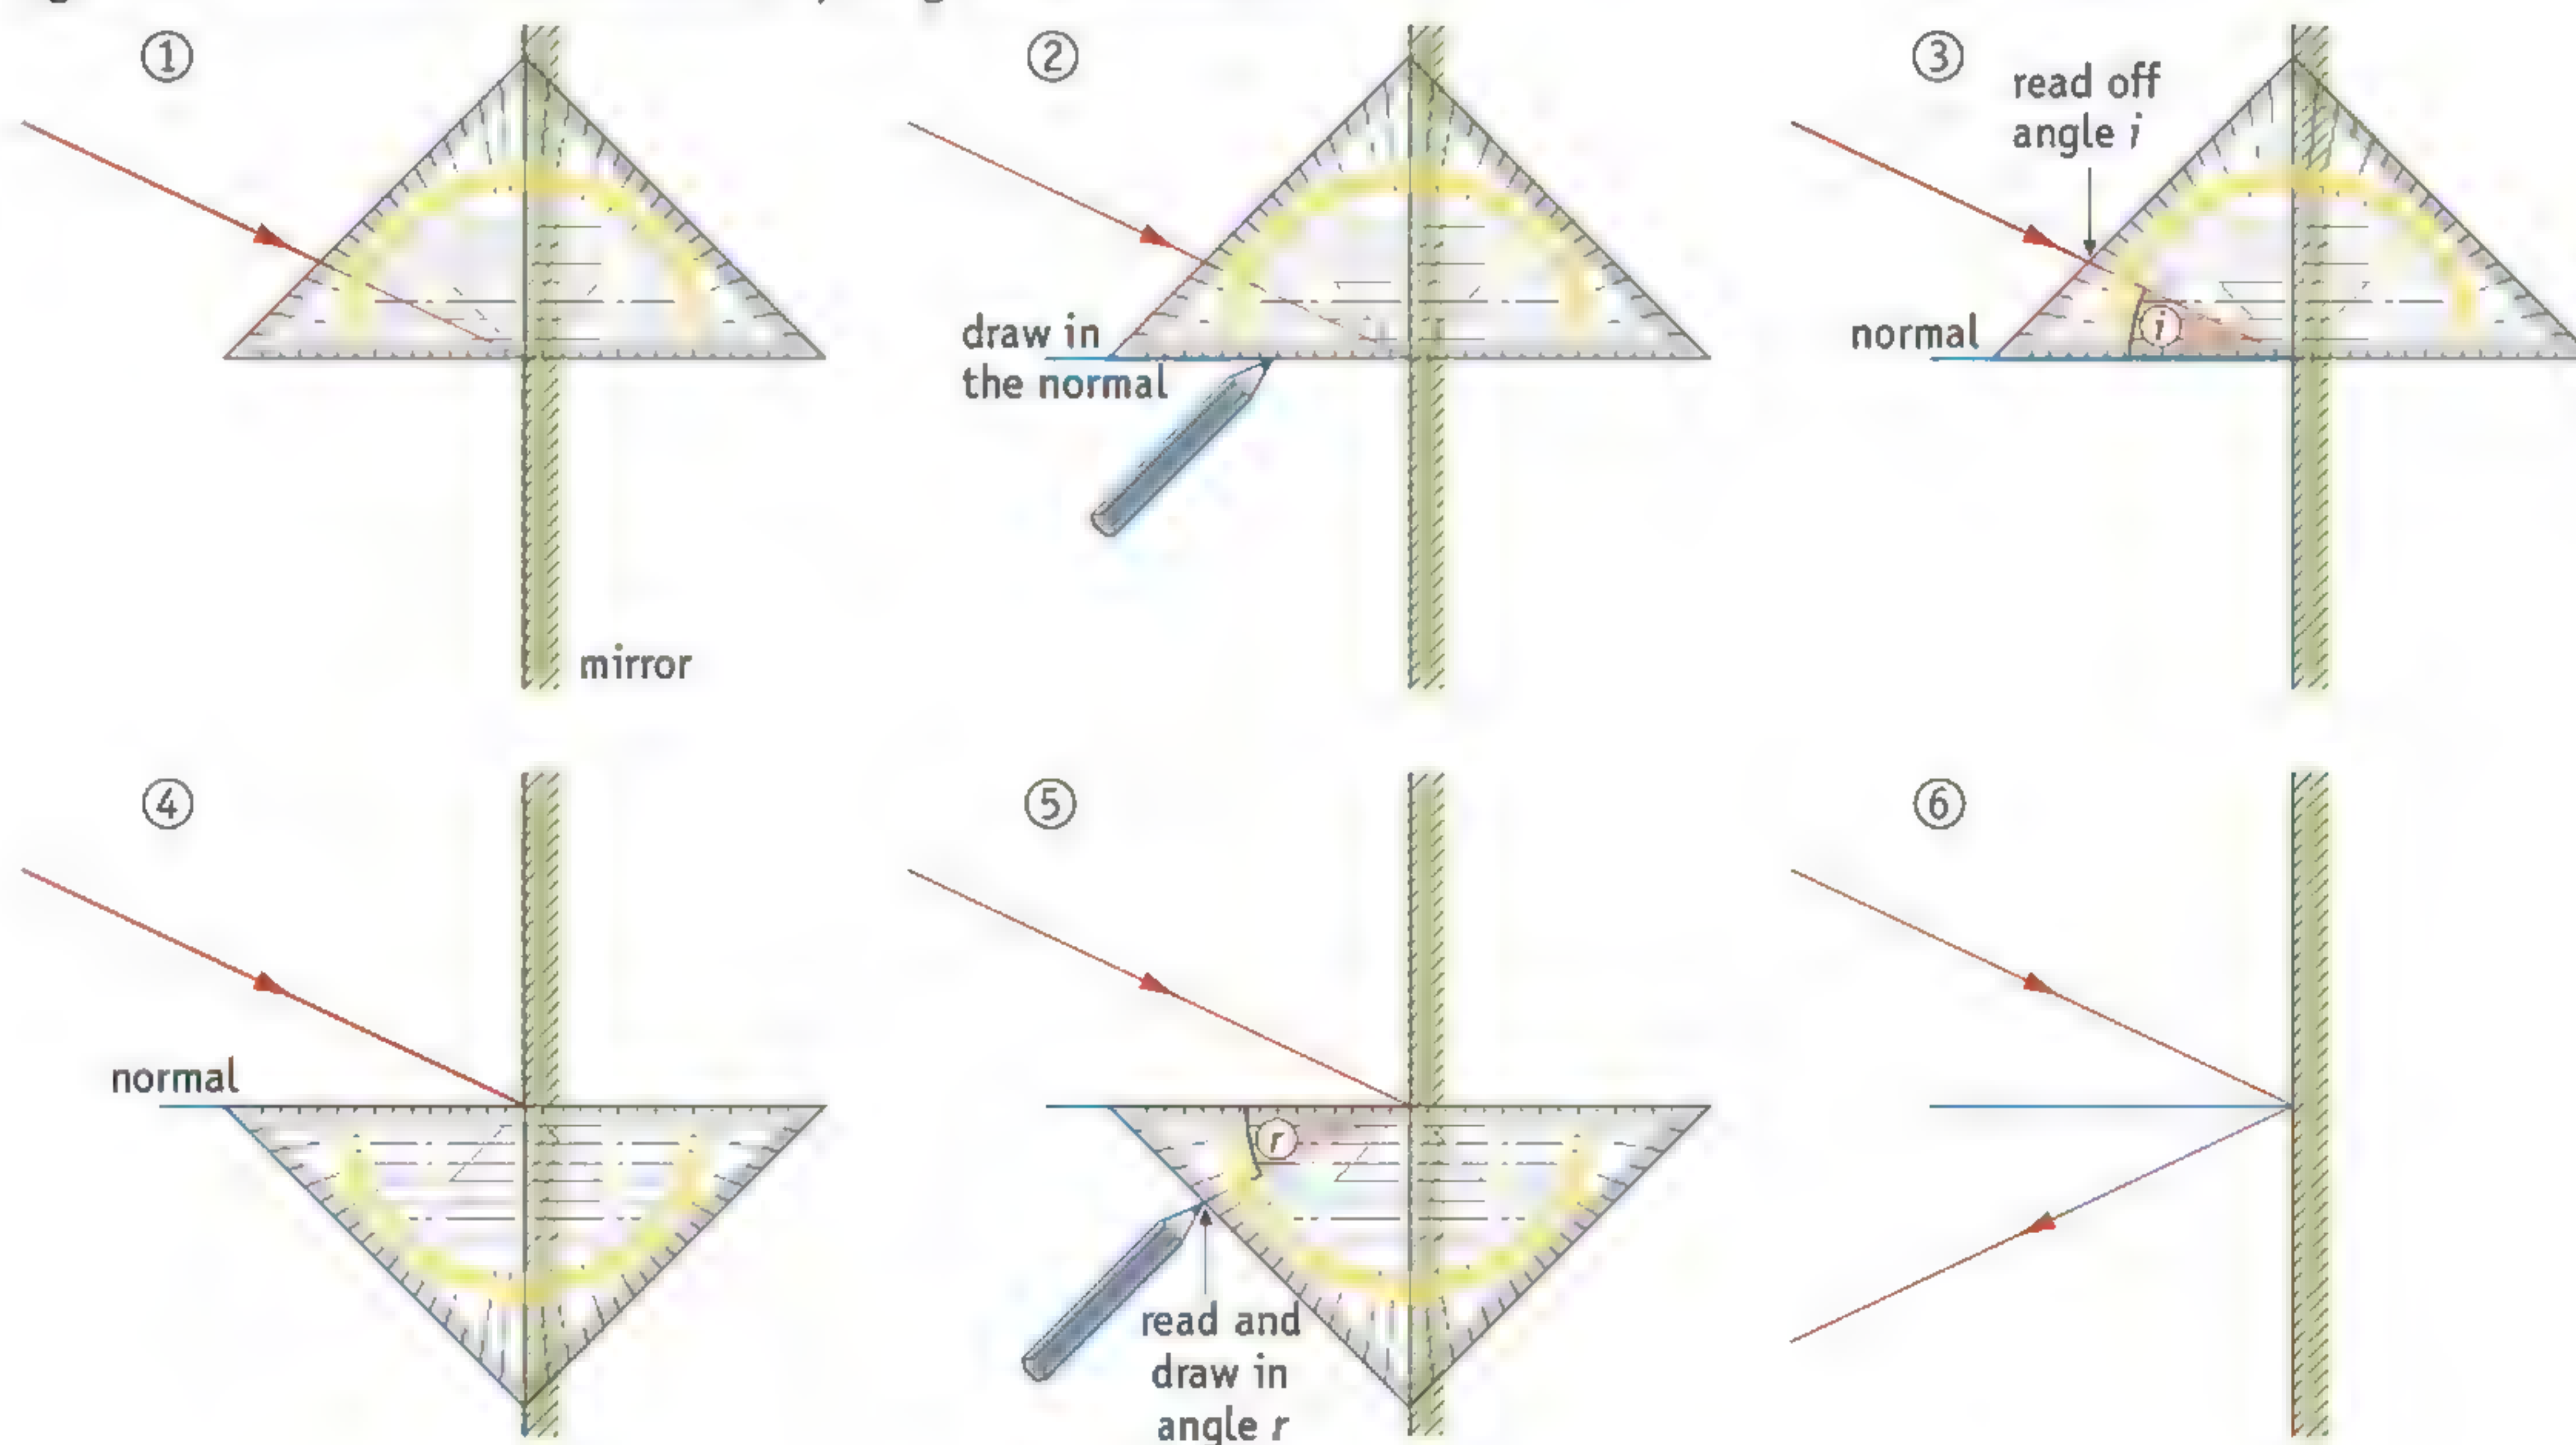 ①
②
③
read off
angle i
draw in
the normal
normal
i
mirror
④
⑤
⑥
normal
r
read and
draw in
angle r